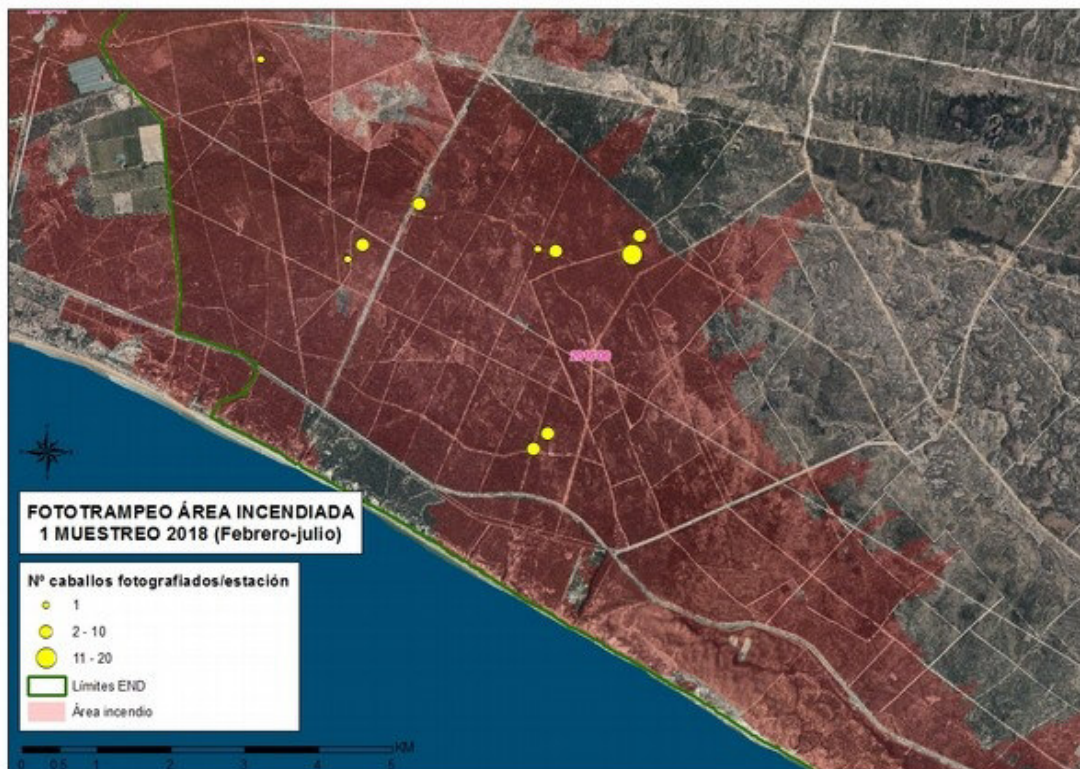 FOTOTRAMPEO ÁREA INCENDIADA
1 MUESTREO 2018 (Febrero-julio)
Nº caballos fotografiados/estación
1
2 - 10
11 - 20
Límites END
Área incendio
KM
0 0.5 1 2 3 4 5